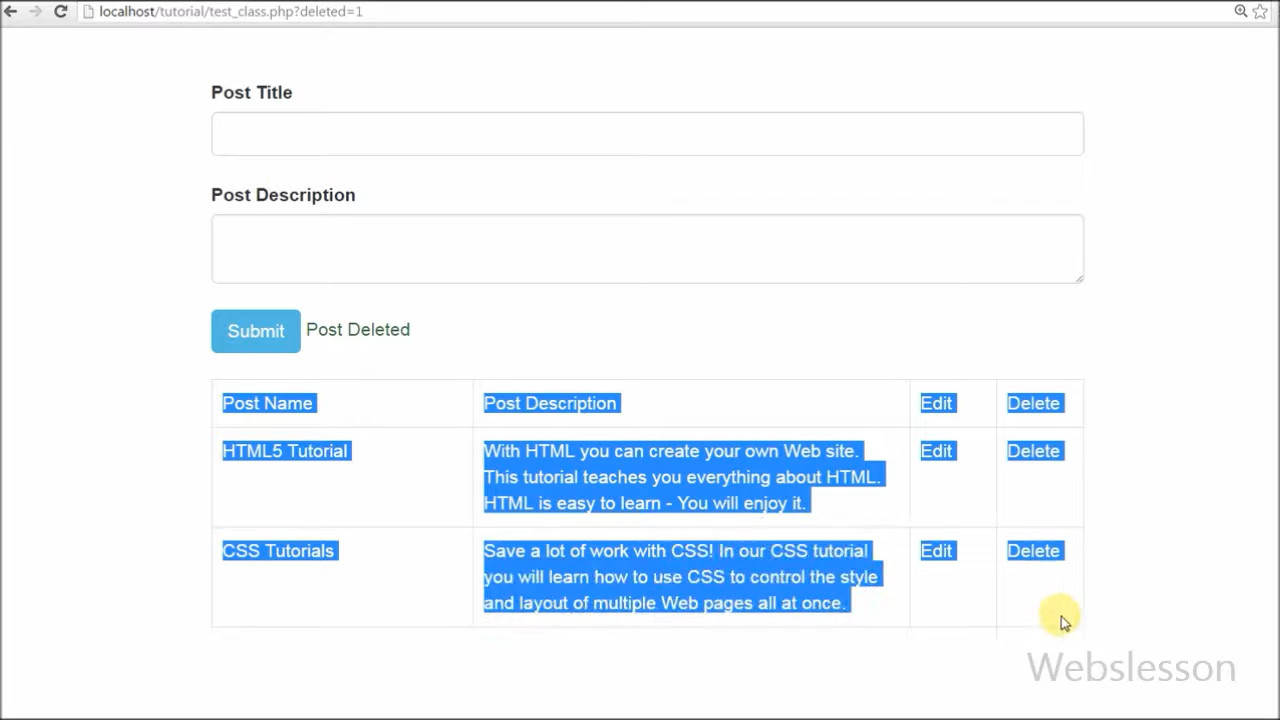 localhost/tutorial/test_class.php?deleted=1
Post Title
Post Description
Submit Post Deleted
Post Name Post Description Edit Delete
HTML5 Tutorial With HTML you can create your own Web site. Edit Delete
This tutorial teaches you everything about HTML.
HTML is easy to learn - You will enjoy it.
CSS Tutorials Save a lot of work with CSS! In our CSS tutorial Edit Delete
you will learn how to use CSS to control the style
and layout of multiple Web pages all at once.
Webslesson